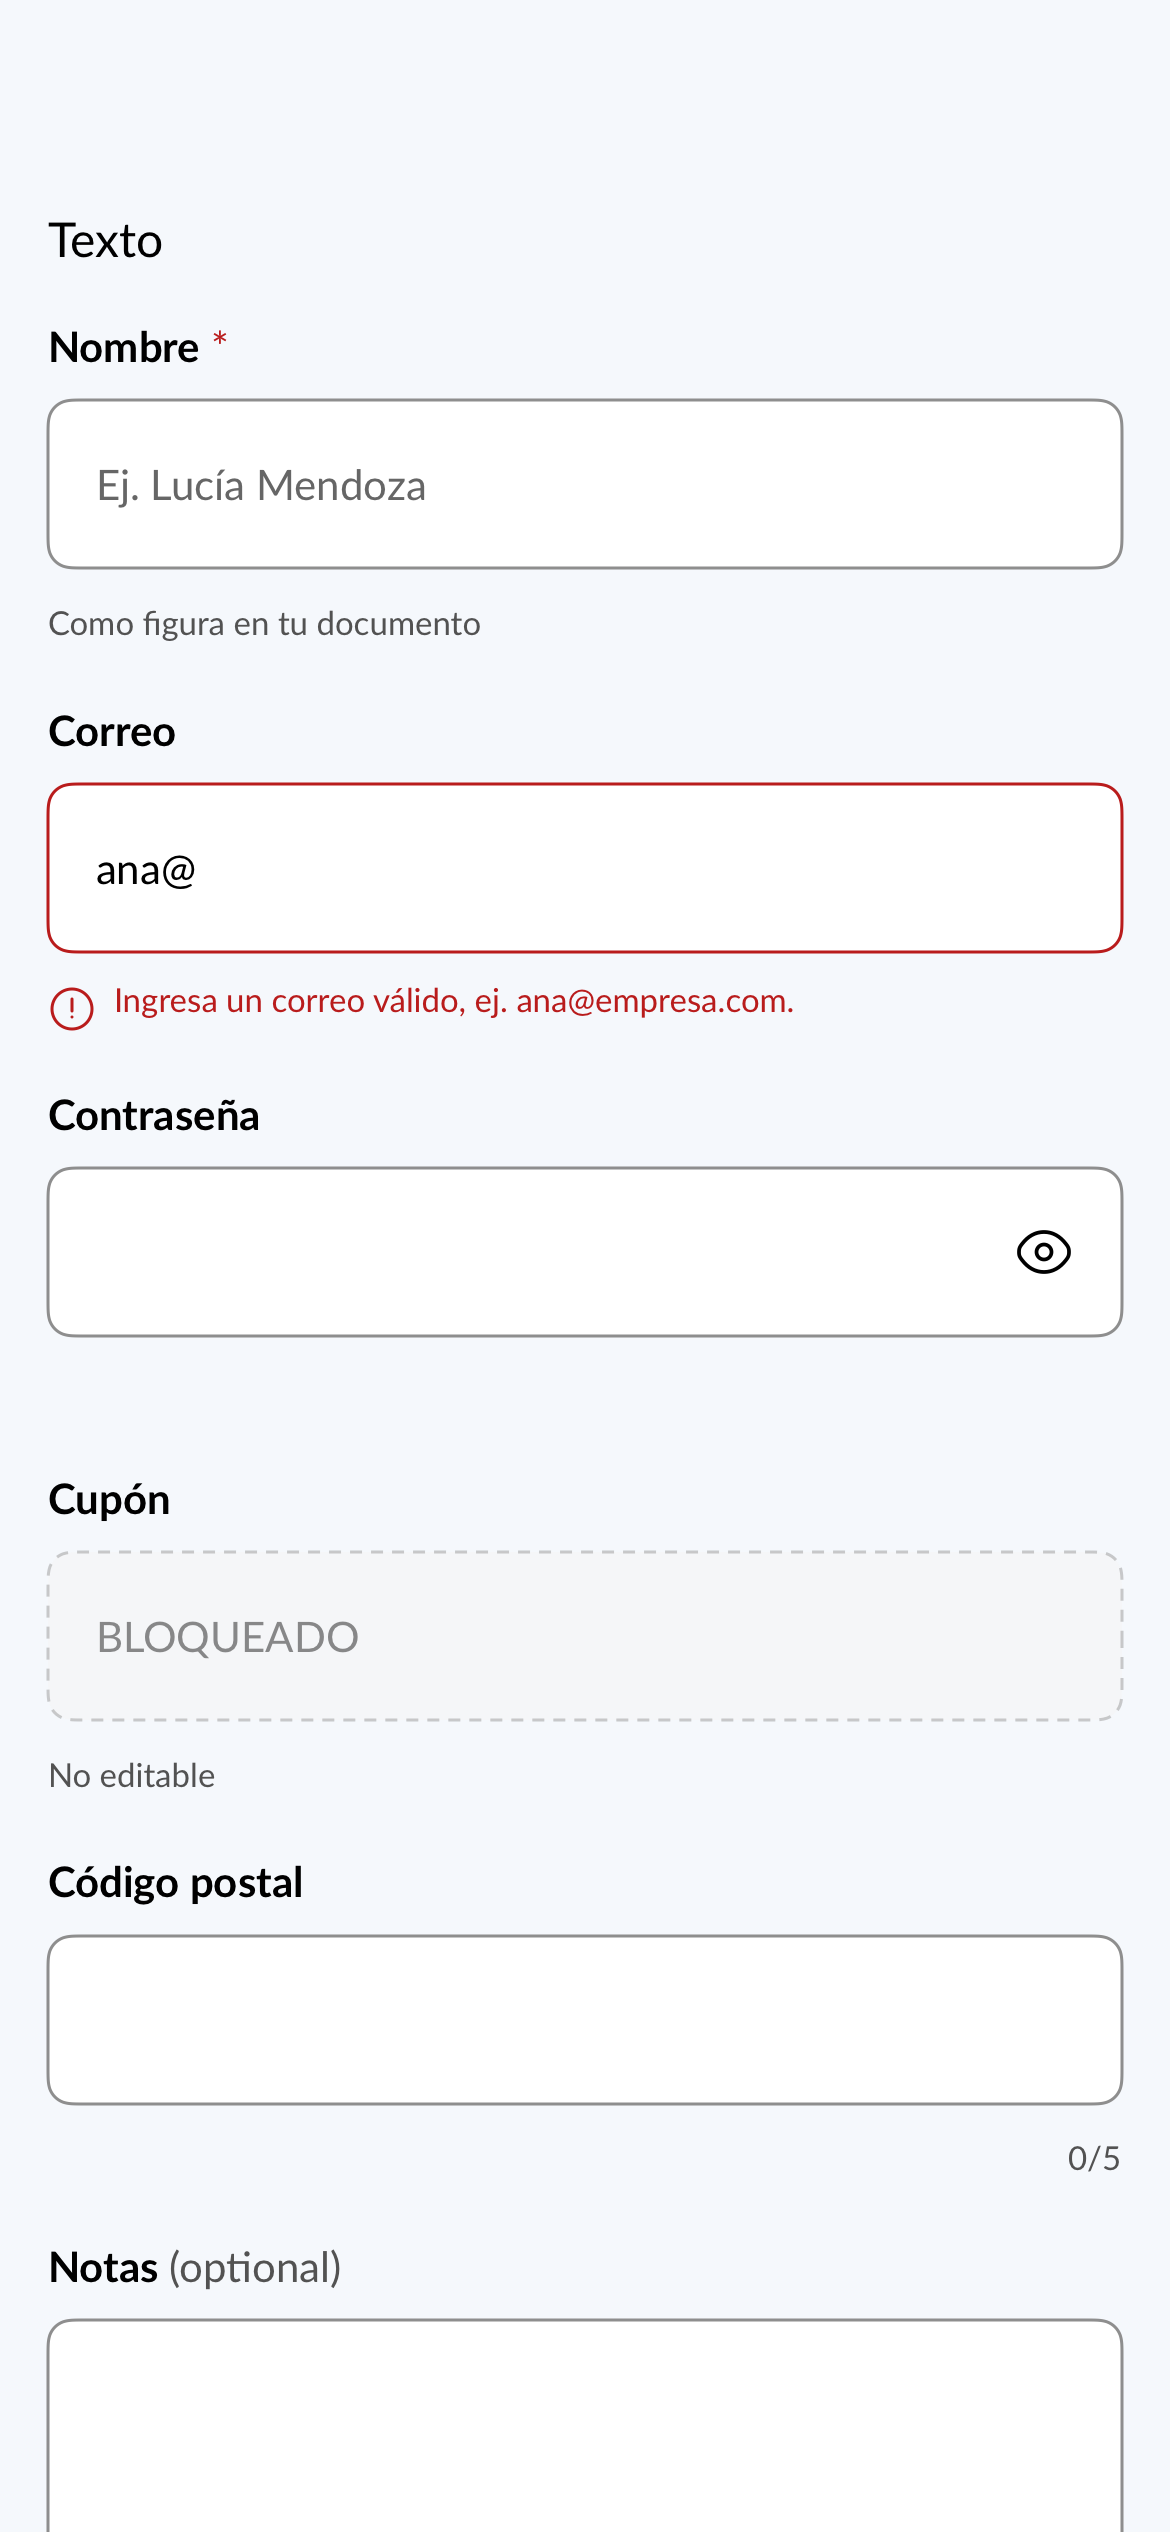 Texto
Nombre *
Ej. Lucía Mendoza
Como figura en tu documento
Correo
ana@
Ingresa un correo válido, ej. ana@empresa.com.
Contraseña
Cupón
BLOQUEADO
No editable
Código postal
0/5
Notas (optional)